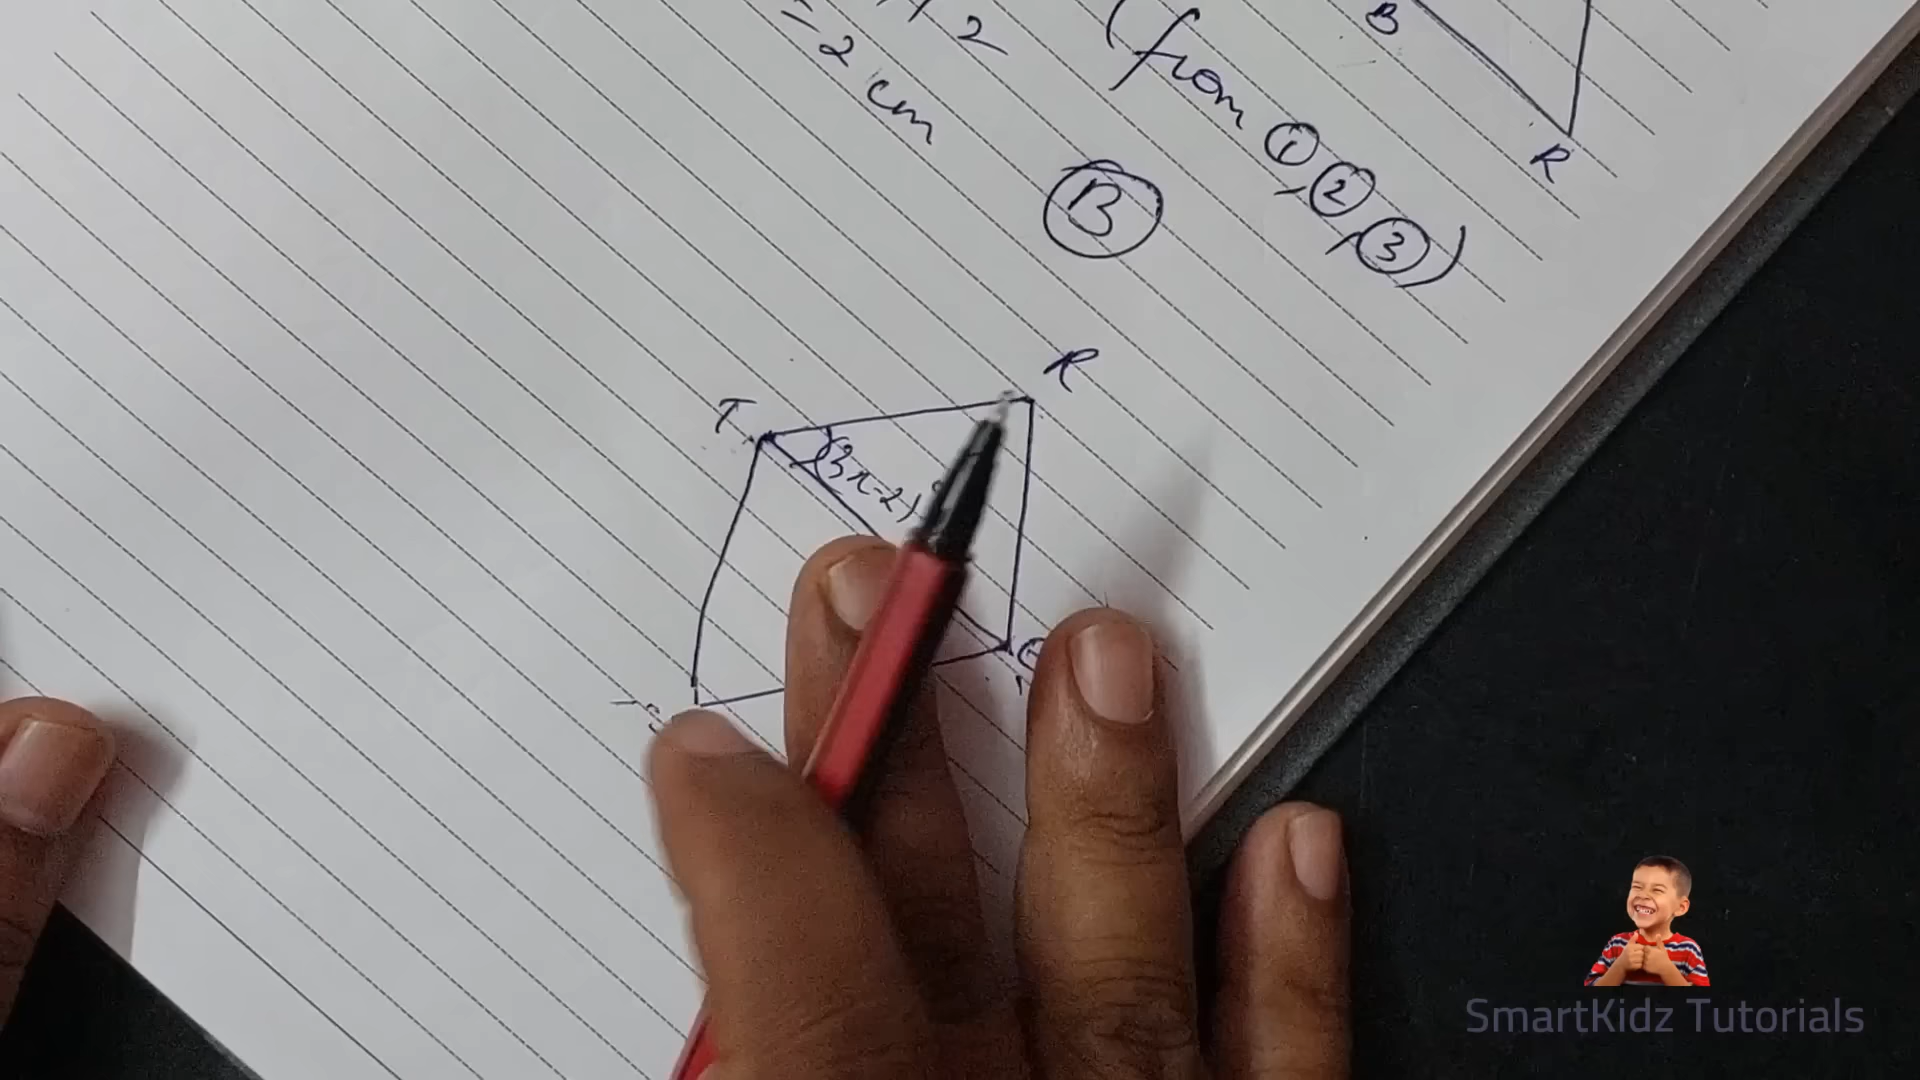 2
= 2 cm
(from ①, ②, ③)
B
R
Ⓑ
R
T
(3x-2)°
SmartKidz Tutorials